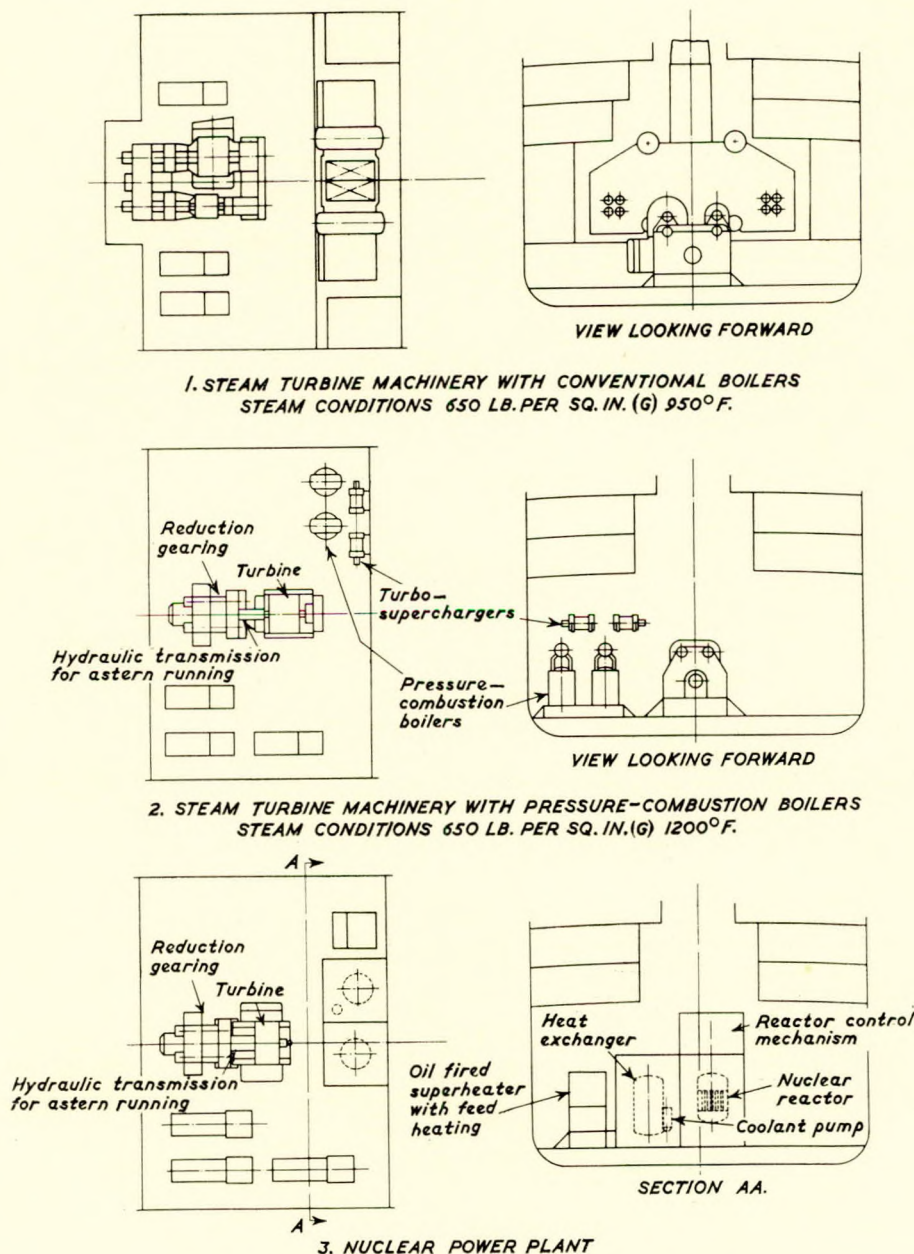 VIEW LOOKING FORWARD
1. STEAM TURBINE MACHINERY WITH CONVENTIONAL BOILERS
STEAM CONDITIONS 650 LB. PER SQ. IN. (G) 950°F.
Reduction
gearing
Turbine
Turbo-
superchargers
Hydraulic transmission
for astern running
Pressure-
combustion
boilers
VIEW LOOKING FORWARD
2. STEAM TURBINE MACHINERY WITH PRESSURE-COMBUSTION BOILERS
STEAM CONDITIONS 650 LB. PER SQ. IN. (G) 1200°F.
A
Reduction
gearing
Turbine
Hydraulic transmission
for astern running
A
Heat
exchanger
Reactor control
mechanism
Oil fired
superheater
with feed
heating
Nuclear
reactor
Coolant pump
SECTION AA.
3. NUCLEAR POWER PLANT